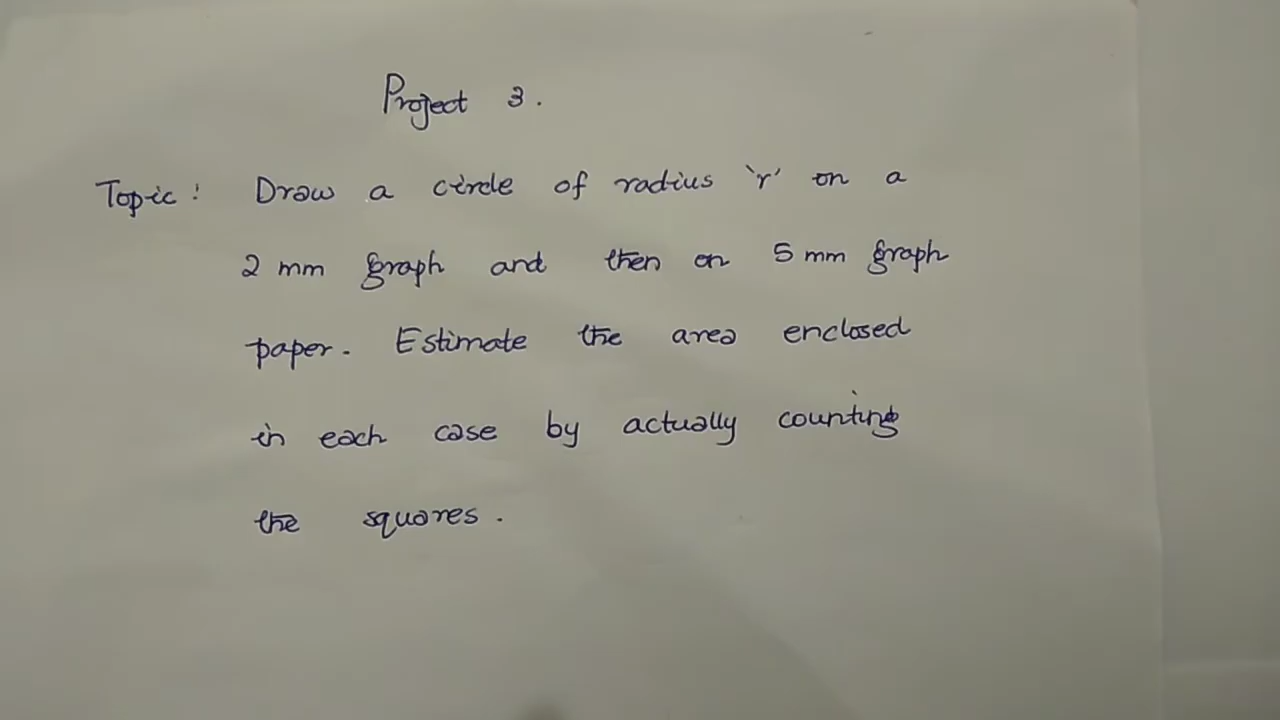 Project 3.
Topic: Draw a circle of radius 'r' on a
2 mm graph and then on 5 mm graph
paper. Estimate the area enclosed
in each case by actually counting
the squares.